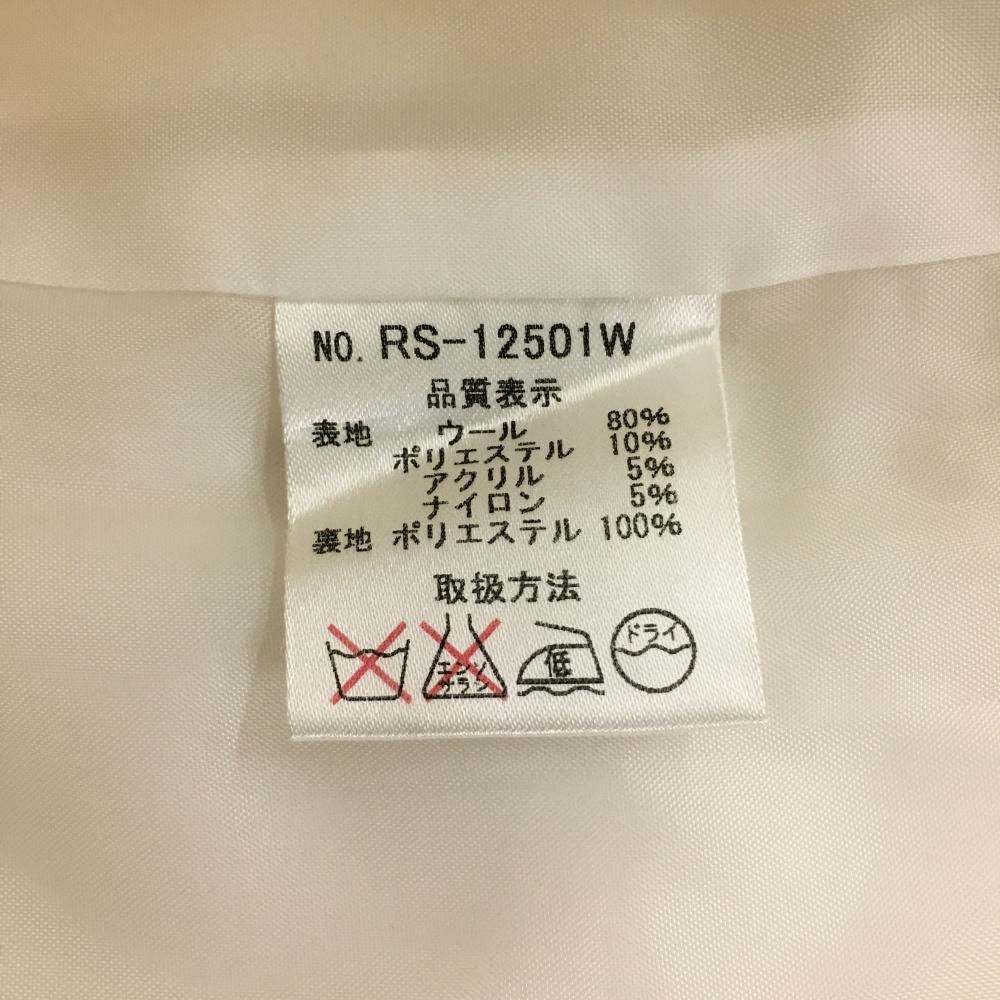 NO. RS-12501W
品質表示
表地 ウール 80%
ポリエステル 10%
アクリル 5%
ナイロン 5%
裏地 ポリエステル 100%
取扱方法
エンソ
サラシ
低
ドライ